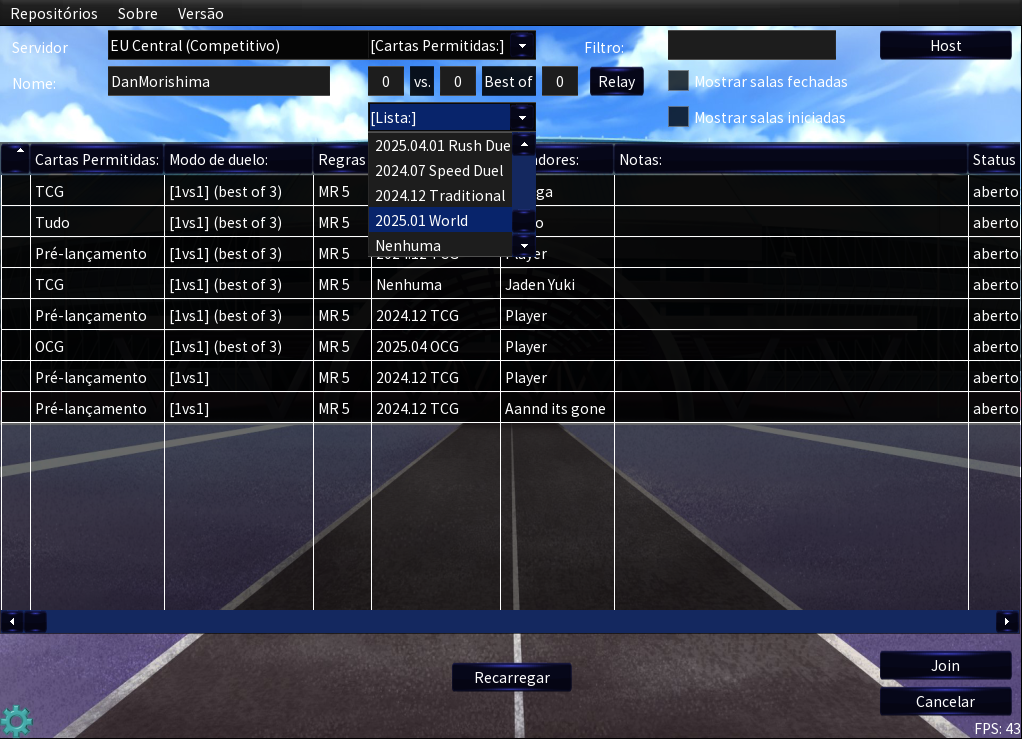 Repositórios Sobre Versão
Servidor EU Central (Competitivo) [Cartas Permitidas:] Filtro: Host
Nome: DanMorishima 0 vs. 0 Best of 0 Relay Mostrar salas fechadas
[Lista:] Mostrar salas iniciadas
2025.04.01 Rush Due
2024.07 Speed Duel
2024.12 Traditional
2025.01 World
Nenhuma
Cartas Permitidas: Modo de duelo: Regras dores: Notas: Status
TCG [1vs1] (best of 3) MR 5 ga aberto
Tudo [1vs1] (best of 3) MR 5 o aberto
Pré-lançamento [1vs1] (best of 3) MR 5 2024.12 TCG Player aberto
TCG [1vs1] (best of 3) MR 5 Nenhuma Jaden Yuki aberto
Pré-lançamento [1vs1] (best of 3) MR 5 2024.12 TCG Player aberto
OCG [1vs1] (best of 3) MR 5 2025.04 OCG Player aberto
Pré-lançamento [1vs1] MR 5 2024.12 TCG Player aberto
Pré-lançamento [1vs1] MR 5 2024.12 TCG Aannd its gone aberto
Recarregar
Join
Cancelar
FPS: 43